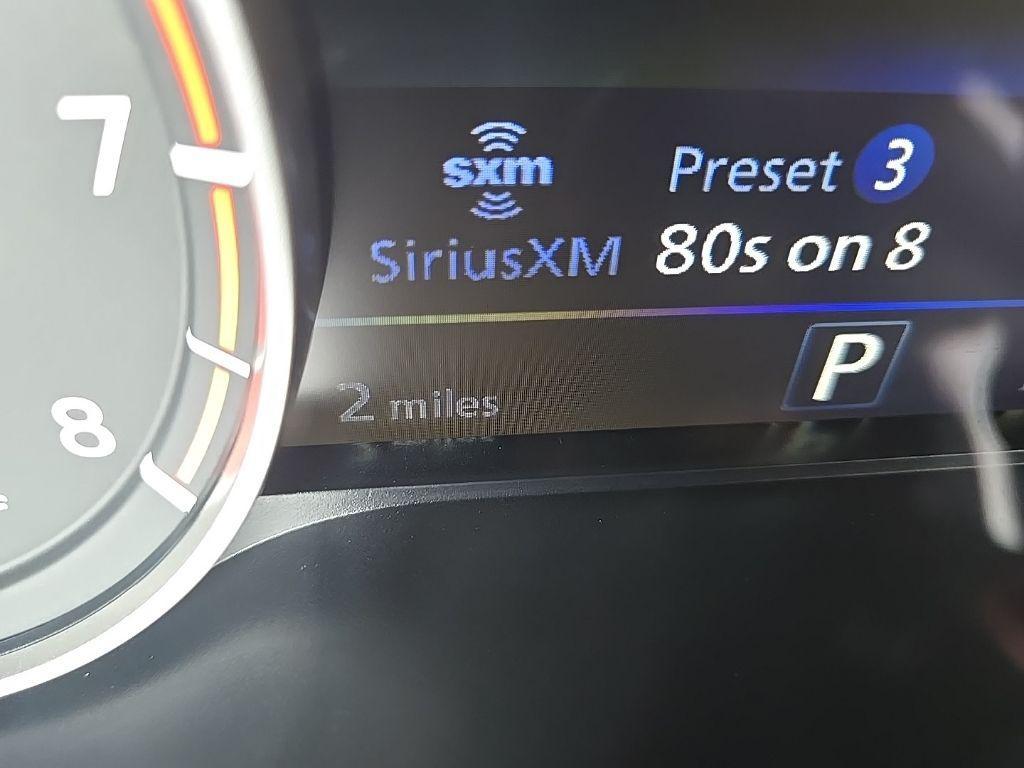 7
8
sxm
SiriusXM
Preset 3
80s on 8
P
2 miles